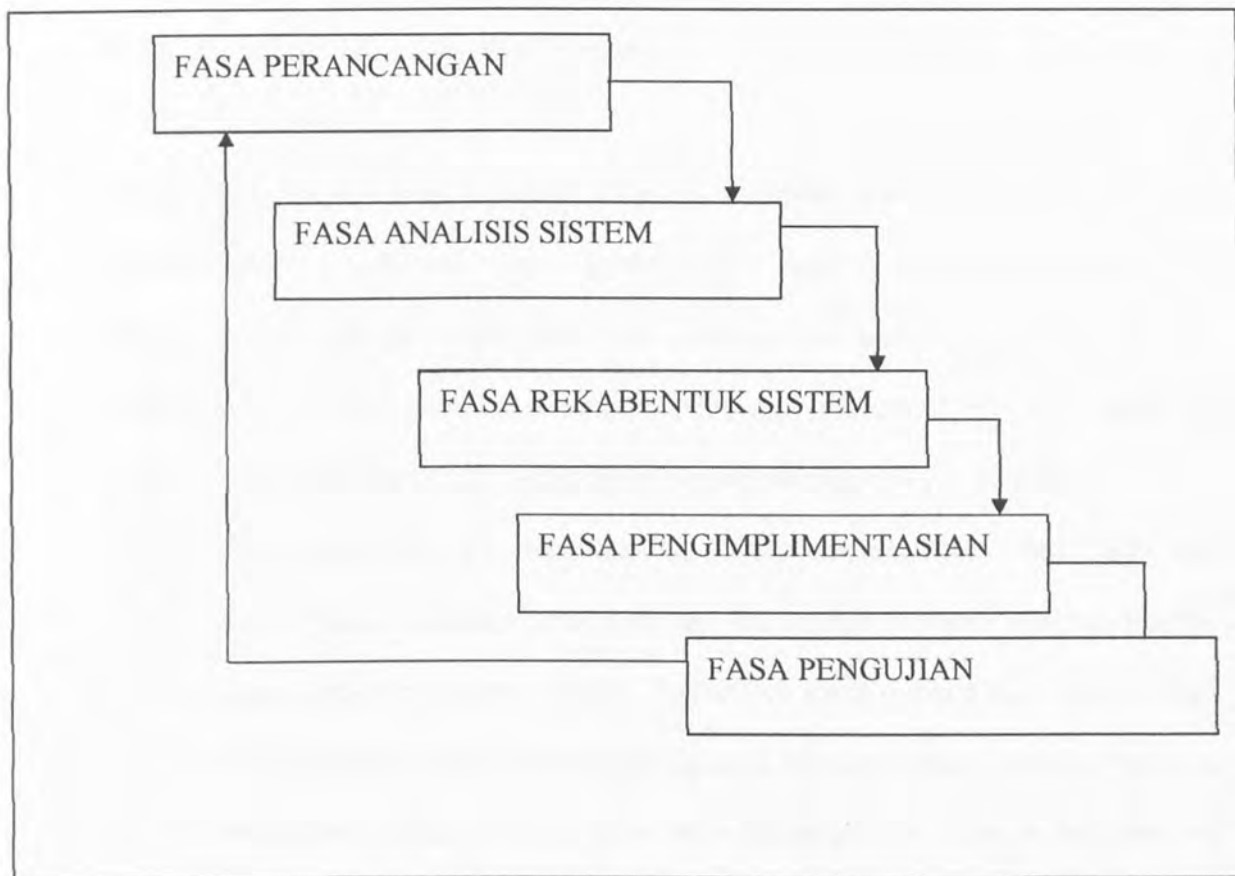 FASA PERANCANGAN
FASA ANALISIS SISTEM
FASA REKABENTUK SISTEM
FASA PENGIMPLIMENTASIAN
FASA PENGUJIAN